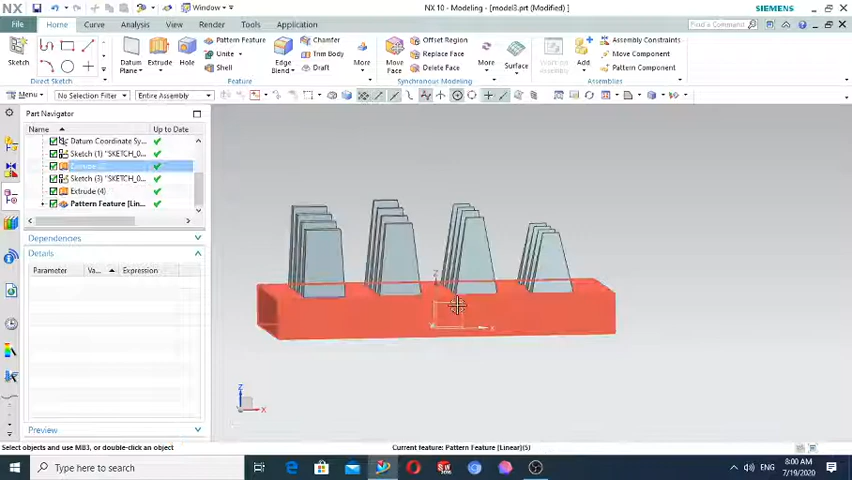 NX
NX 10 - Modeling - [model3.prt (Modified) ]
SIEMENS
File Home Curve Analysis View Render Tools Application
Find a Command
Sketch
Direct Sketch
Datum Plane
Extrude
Hole
Pattern Feature
Unite
Shell
Edge Blend
Chamfer
Trim Body
Draft
More
Feature
Move Face
Offset Region
Replace Face
Delete Face
More
Synchronous Modeling
Surface
Add
Assembly Constraints
Move Component
Pattern Component
Assemblies
Menu
No Selection Filter
Entire Assembly
Part Navigator
Name Up to Date
Datum Coordinate Sy...
Sketch (1) "SKETCH_0...
Sketch (3) "SKETCH_0...
Extrude (4)
Pattern Feature [Lin...
Dependencies
Details
Parameter Va... Expression
Preview
Z
X
Z
X
Select objects and use MB3, or double-click an object
Current feature: Pattern Feature [Linear](5)
Type here to search
ENG
8:00 AM
7/19/2020